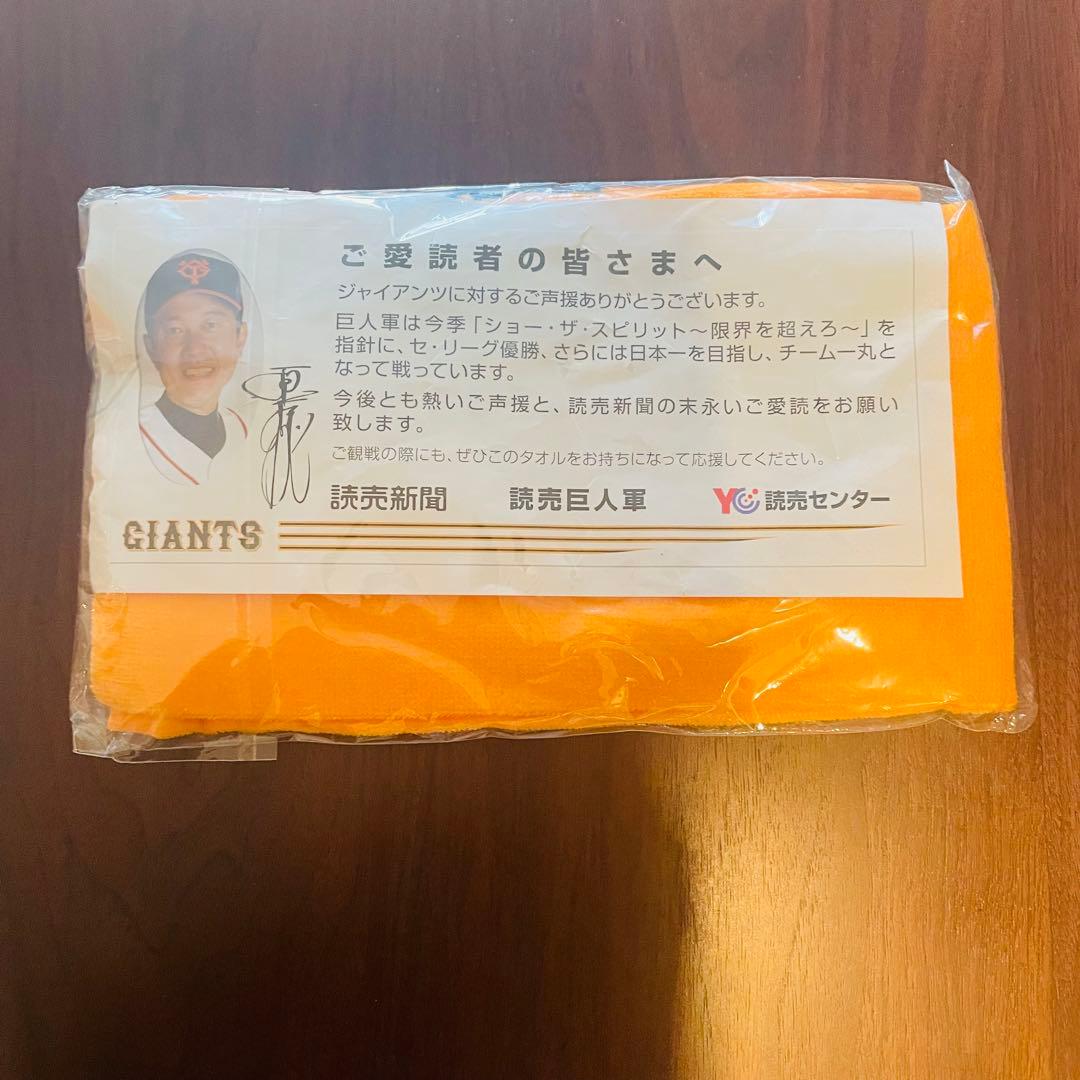 ご愛読者の皆さまへ
ジャイアンツに対するご声援ありがとうございます。
巨人軍は今季「ショー・ザ・スピリット〜限界を超えろ〜」を
指針に、セ・リーグ優勝、さらには日本一を目指し、チーム一丸と
なって戦っています。
今後とも熱いご声援と、読売新聞の末永いご愛読をお願い
致します。
ご観戦の際にも、ぜひこのタオルをお持ちになって応援してください。
読売新聞 読売巨人軍 YC 読売センター
GIANTS